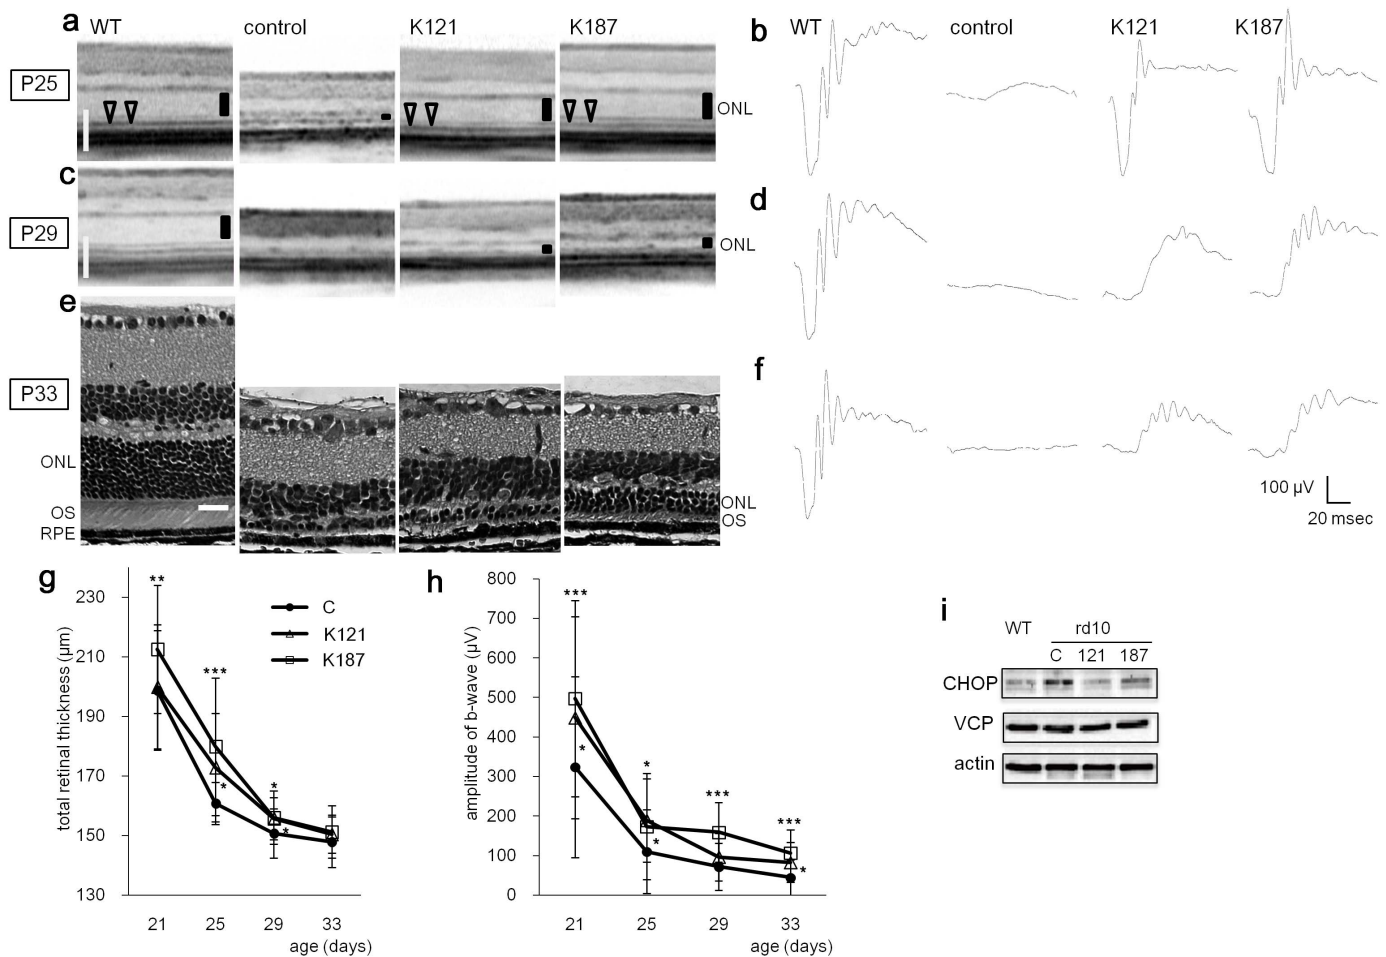 a WT control K121 K187
P25
ONL
b WT control K121 K187
c
P29
ONL
d
e
P33
ONL
OS
RPE
ONL
OS
f
100 µV
20 msec
g
total retinal thickness (µm)
230
210
190
170
150
130
21 25 29 33
age (days)
** *** * * *
C
K121
K187
h
amplitude of b-wave (µV)
800
700
600
500
400
300
200
100
0
21 25 29 33
age (days)
*** * * * *** *** *
i
WT rd10
C 121 187
CHOP
VCP
actin